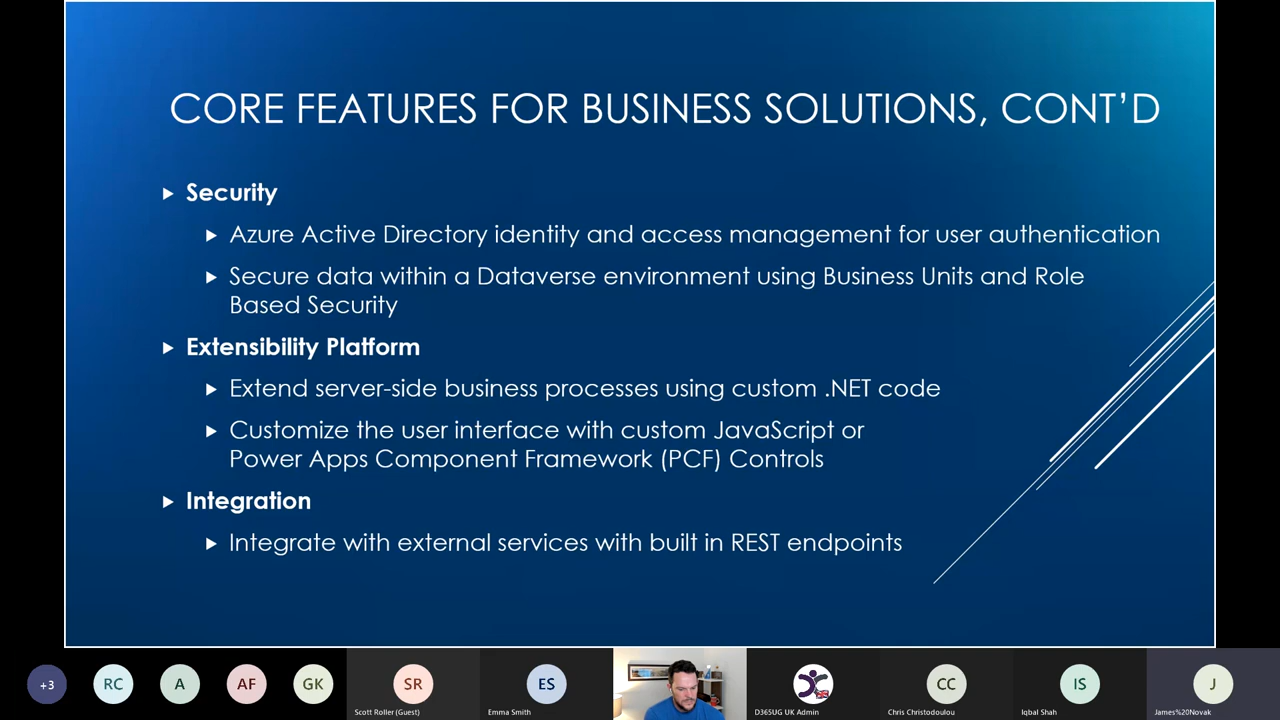 CORE FEATURES FOR BUSINESS SOLUTIONS, CONT’D
Security
Azure Active Directory identity and access management for user authentication
Secure data within a Dataverse environment using Business Units and Role
Based Security
Extensibility Platform
Extend server-side business processes using custom .NET code
Customize the user interface with custom JavaScript or
Power Apps Component Framework (PCF) Controls
Integration
Integrate with external services with built in REST endpoints
+3
RC
A
AF
GK
SR
ES
CC
IS
J
Scott Roller (Guest)
Emma Smith
D365UG UK Admin
Chris Christodoulou
Iqbal Shah
James%20Novak